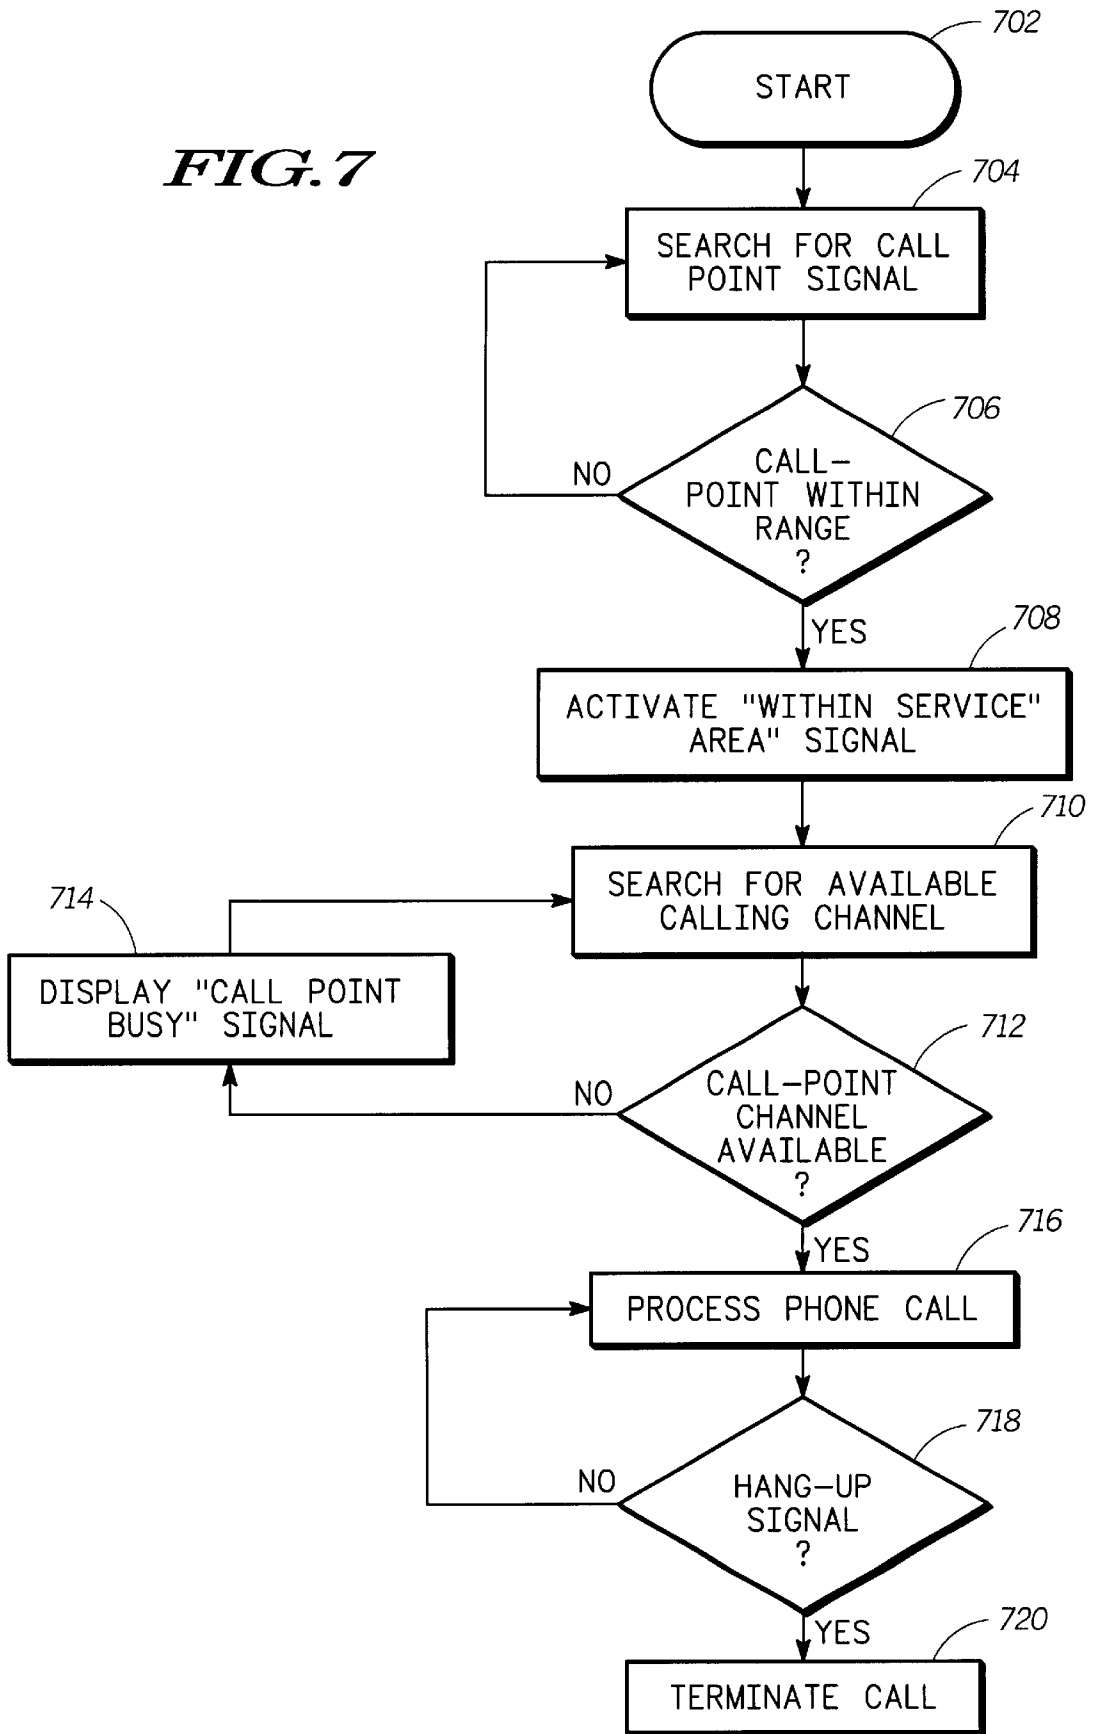 702
START
FIG.7
704
SEARCH FOR CALL
POINT SIGNAL
706
CALL-
POINT WITHIN
RANGE
?
NO
YES
708
ACTIVATE "WITHIN SERVICE"
AREA" SIGNAL
710
SEARCH FOR AVAILABLE
CALLING CHANNEL
714
DISPLAY "CALL POINT
BUSY" SIGNAL
712
CALL-POINT
CHANNEL
AVAILABLE
?
NO
YES
716
PROCESS PHONE CALL
718
HANG-UP
SIGNAL
?
NO
YES
720
TERMINATE CALL